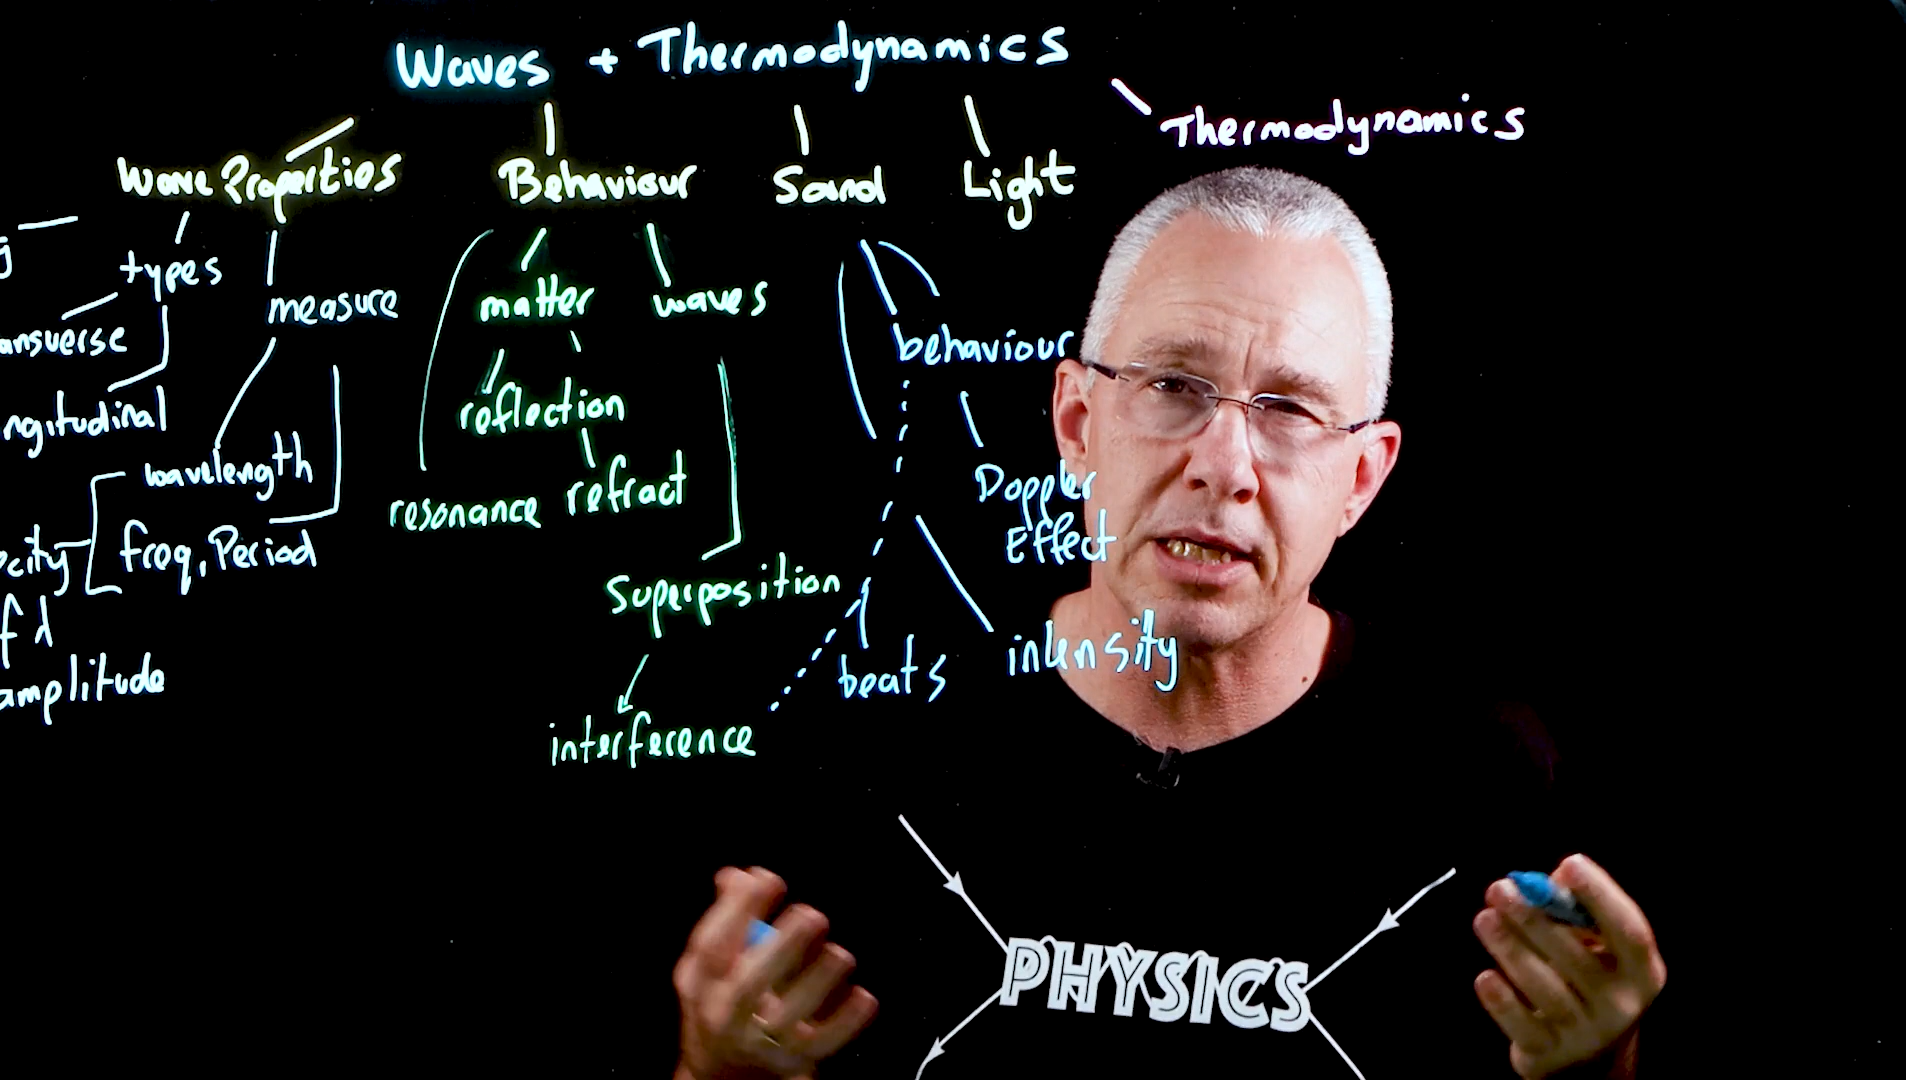 Waves + Thermodynamics
Thermodynamics
Wave Properties
Behaviour
Sound
Light
types
measure
matter
waves
behaviour
ansverse
reflection
ngitudinal
wavelength
resonance
refract
Doppler
Effect
ocity
freq, Period
Superposition
f λ
amplitude
beats
intensity
interference
PHYSICS